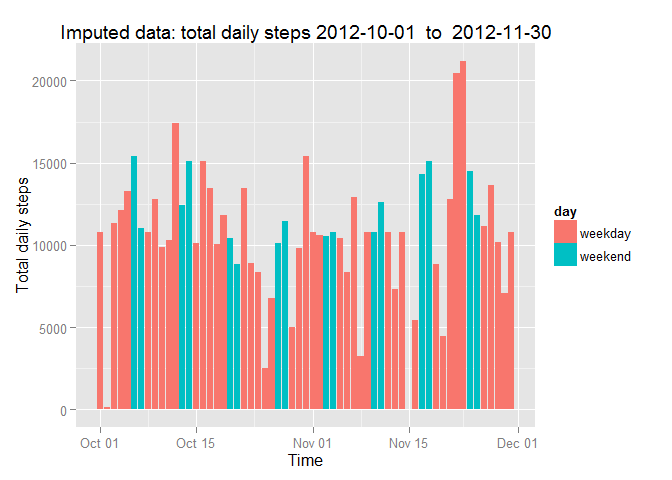 Imputed data: total daily steps 2012-10-01  to  2012-11-30
20000
15000
10000
5000
0
Total daily steps
Oct 01
Oct 15
Nov 01
Nov 15
Dec 01
Time
day
weekday
weekend